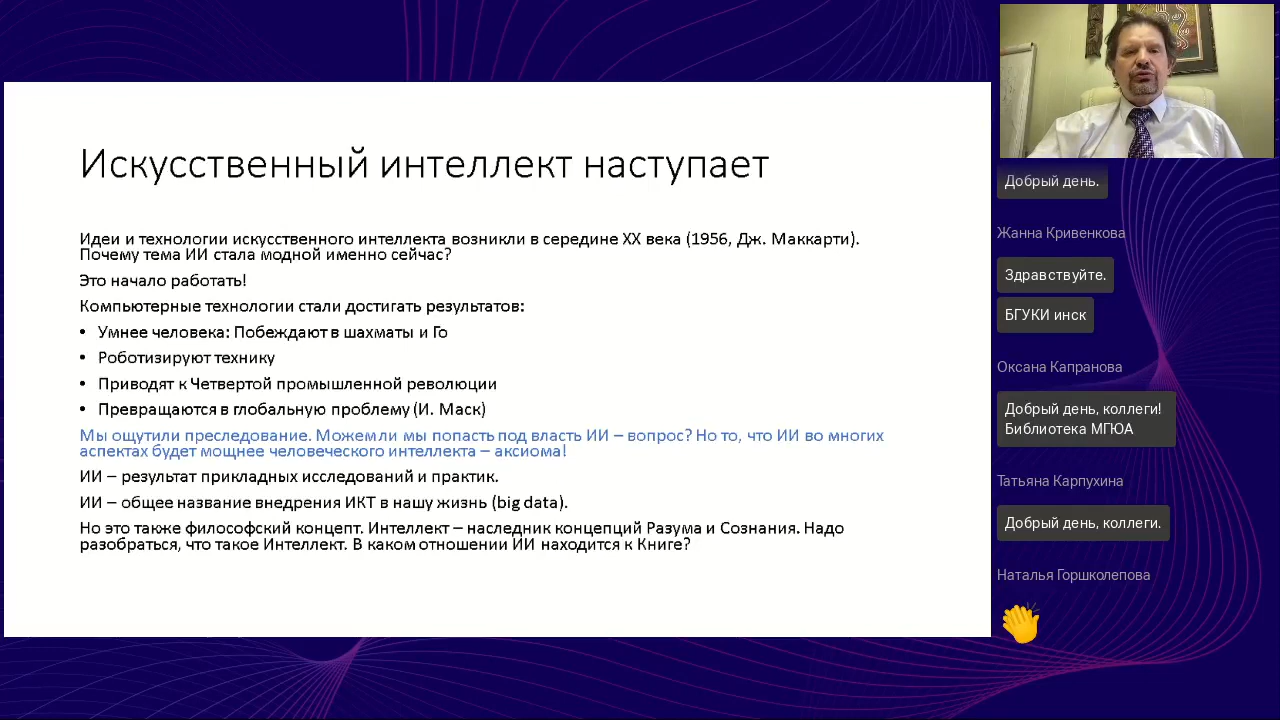 Искусственный интеллект наступает
Идеи и технологии искусственного интеллекта возникли в середине XX века (1956, Дж. Маккарти).
Почему тема ИИ стала модной именно сейчас?
Это начало работать!
Компьютерные технологии стали достигать результатов:
• Умнее человека: Побеждают в шахматы и Го
• Роботизируют технику
• Приводят к Четвертой промышленной революции
• Превращаются в глобальную проблему (И. Маск)
Мы ощутили преследование. Можем ли мы попасть под власть ИИ – вопрос? Но то, что ИИ во многих
аспектах будет мощнее человеческого интеллекта – аксиома!
ИИ – результат прикладных исследований и практик.
ИИ – общее название внедрения ИКТ в нашу жизнь (big data).
Но это также философский концепт. Интеллект – наследник концепций Разума и Сознания. Надо
разобраться, что такое Интеллект. В каком отношении ИИ находится к Книге?
Добрый день.
Жанна Кривенкова
Здравствуйте.
БГУКИ инск
Оксана Капранова
Добрый день, коллеги!
Библиотека МГЮА
Татьяна Карпухина
Добрый день, коллеги.
Наталья Горшколепова